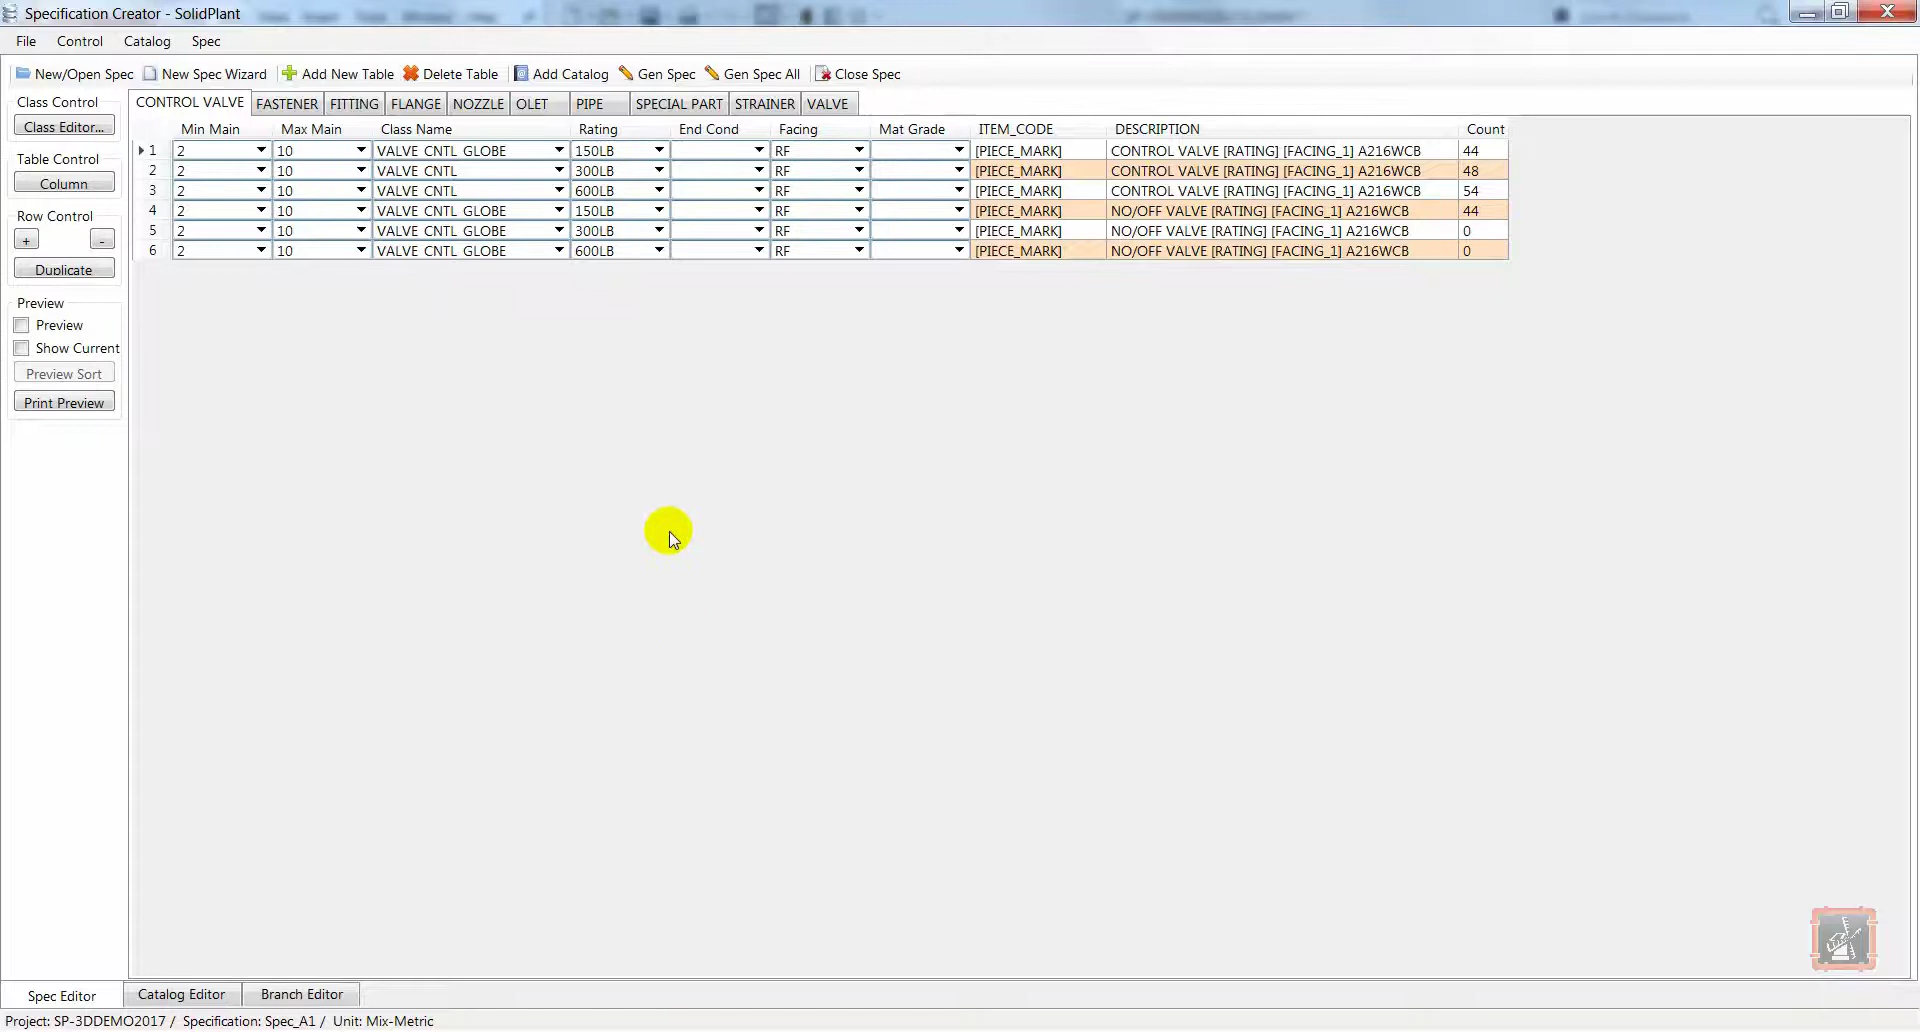 Specification Creator - SolidPlant
File Control Catalog Spec
New/Open Spec New Spec Wizard Add New Table Delete Table Add Catalog Gen Spec Gen Spec All Close Spec
Class Control
Class Editor...
Table Control
Column
Row Control
+ -
Duplicate
Preview
Preview
Show Current
Preview Sort
Print Preview
CONTROL VALVE FASTENER FITTING FLANGE NOZZLE OLET PIPE SPECIAL PART STRAINER VALVE
Min Main Max Main Class Name Rating End Cond Facing Mat Grade ITEM_CODE DESCRIPTION Count
1 2 10 VALVE CNTL GLOBE 150LB RF [PIECE_MARK] CONTROL VALVE [RATING] [FACING_1] A216WCB 44
2 2 10 VALVE CNTL 300LB RF [PIECE_MARK] CONTROL VALVE [RATING] [FACING_1] A216WCB 48
3 2 10 VALVE CNTL 600LB RF [PIECE_MARK] CONTROL VALVE [RATING] [FACING_1] A216WCB 54
4 2 10 VALVE CNTL GLOBE 150LB RF [PIECE_MARK] NO/OFF VALVE [RATING] [FACING_1] A216WCB 44
5 2 10 VALVE CNTL GLOBE 300LB RF [PIECE_MARK] NO/OFF VALVE [RATING] [FACING_1] A216WCB 0
6 2 10 VALVE CNTL GLOBE 600LB RF [PIECE_MARK] NO/OFF VALVE [RATING] [FACING_1] A216WCB 0
Spec Editor Catalog Editor Branch Editor
Project: SP-3DDEMO2017 / Specification: Spec_A1 / Unit: Mix-Metric